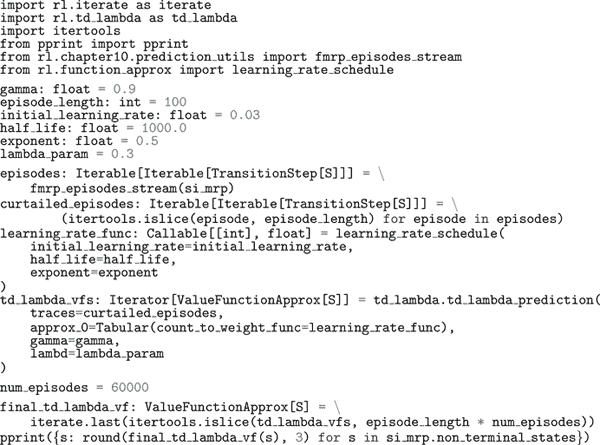 import rl.iterate as iterate
import rl.td_lambda as td_lambda
import itertools
from pprint import pprint
from rl.chapter10.prediction_utils import fmrp_episodes_stream
from rl.function_approx import learning_rate_schedule
gamma: float = 0.9
episode_length: int = 100
initial_learning_rate: float = 0.03
half_life: float = 1000.0
exponent: float = 0.5
lambda_param = 0.3
episodes: Iterable[Iterable[TransitionStep[S]]] = \
    fmrp_episodes_stream(si_mrp)
curtailed_episodes: Iterable[Iterable[TransitionStep[S]]] = \
        (itertools.islice(episode, episode_length) for episode in episodes)
learning_rate_func: Callable[[int], float] = learning_rate_schedule(
    initial_learning_rate=initial_learning_rate,
    half_life=half_life,
    exponent=exponent
)
td_lambda_vfs: Iterator[ValueFunctionApprox[S]] = td_lambda.td_lambda_prediction(
    traces=curtailed_episodes,
    approx_0=Tabular(count_to_weight_func=learning_rate_func),
    gamma=gamma,
    lambd=lambda_param
)
num_episodes = 60000
final_td_lambda_vf: ValueFunctionApprox[S] = \
    iterate.last(itertools.islice(td_lambda_vfs, episode_length * num_episodes))
pprint({s: round(final_td_lambda_vf(s), 3) for s in si_mrp.non_terminal_states})